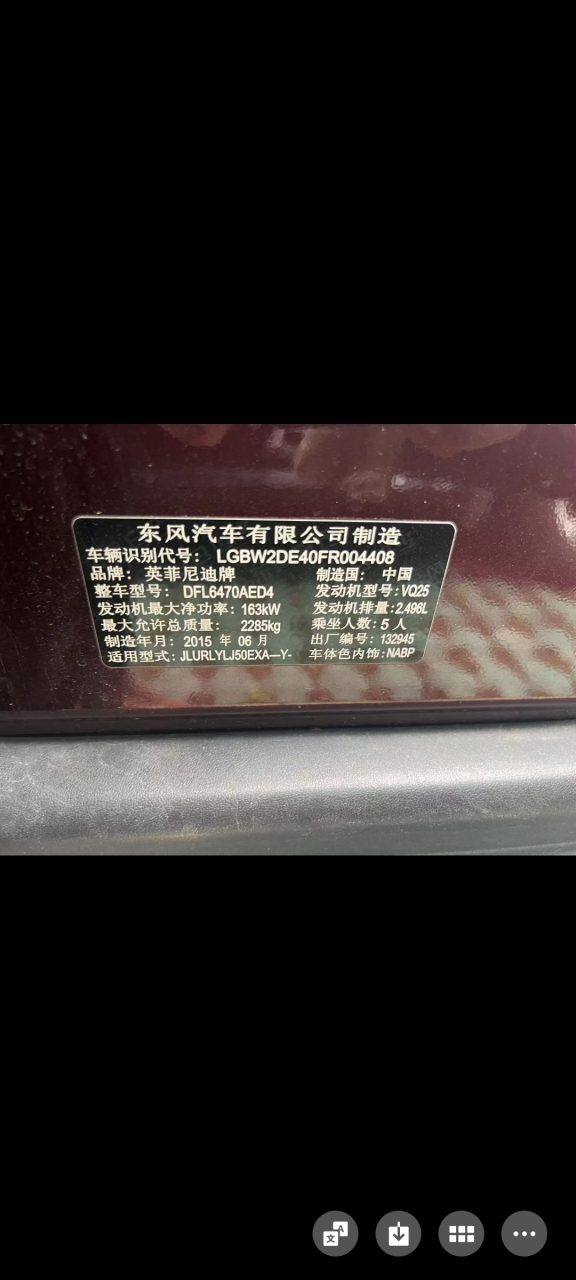 东风汽车有限公司制造
车辆识别代号: LGBW2DE40FR004408
品牌: 英菲尼迪牌 制造国: 中国
整车型号: DFL6470AED4 发动机型号:VQ25
发动机最大净功率: 163kW 发动机排量: 2.496L
最大允许总质量: 2285kg 乘坐人数: 5 人
制造年月: 2015 年 06 月 出厂编号: 132945
适用型式: JLURLYLJ50EXA—Y- 车体色内饰: NABP